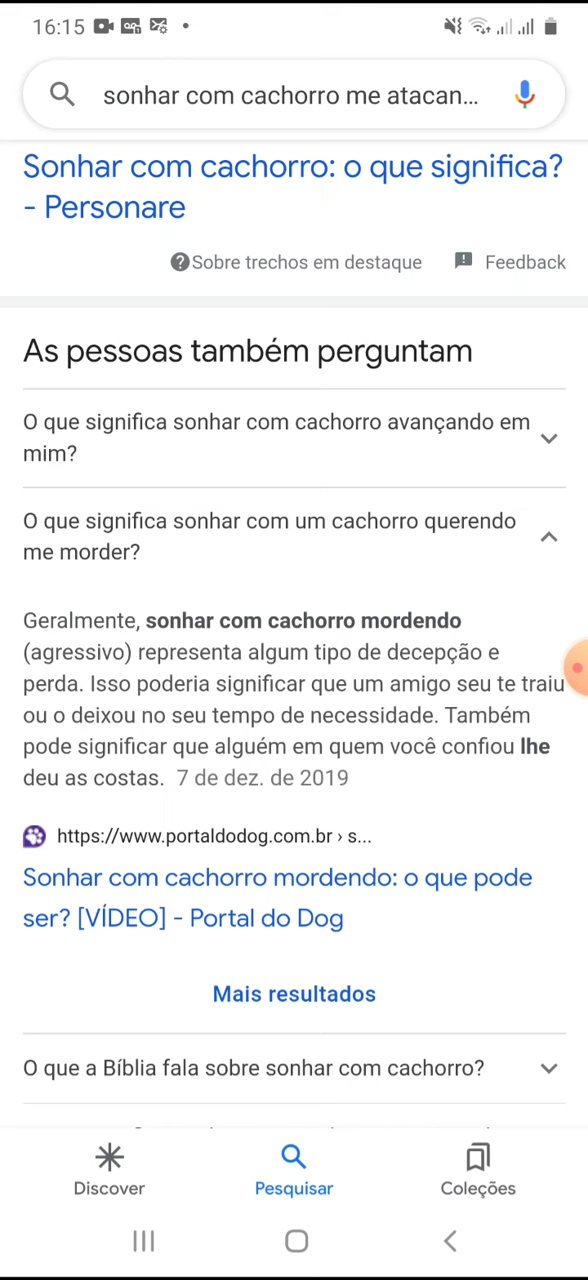 16:15
sonhar com cachorro me atacan...
Sonhar com cachorro: o que significa?
- Personare
Sobre trechos em destaque
Feedback
As pessoas também perguntam
O que significa sonhar com cachorro avançando em
mim?
O que significa sonhar com um cachorro querendo
me morder?
Geralmente, sonhar com cachorro mordendo
(agressivo) representa algum tipo de decepção e
perda. Isso poderia significar que um amigo seu te traiu
ou o deixou no seu tempo de necessidade. Também
pode significar que alguém em quem você confiou lhe
deu as costas. 7 de dez. de 2019
https://www.portaldodog.com.br › s...
Sonhar com cachorro mordendo: o que pode
ser? [VÍDEO] - Portal do Dog
Mais resultados
O que a Bíblia fala sobre sonhar com cachorro?
Discover
Pesquisar
Coleções